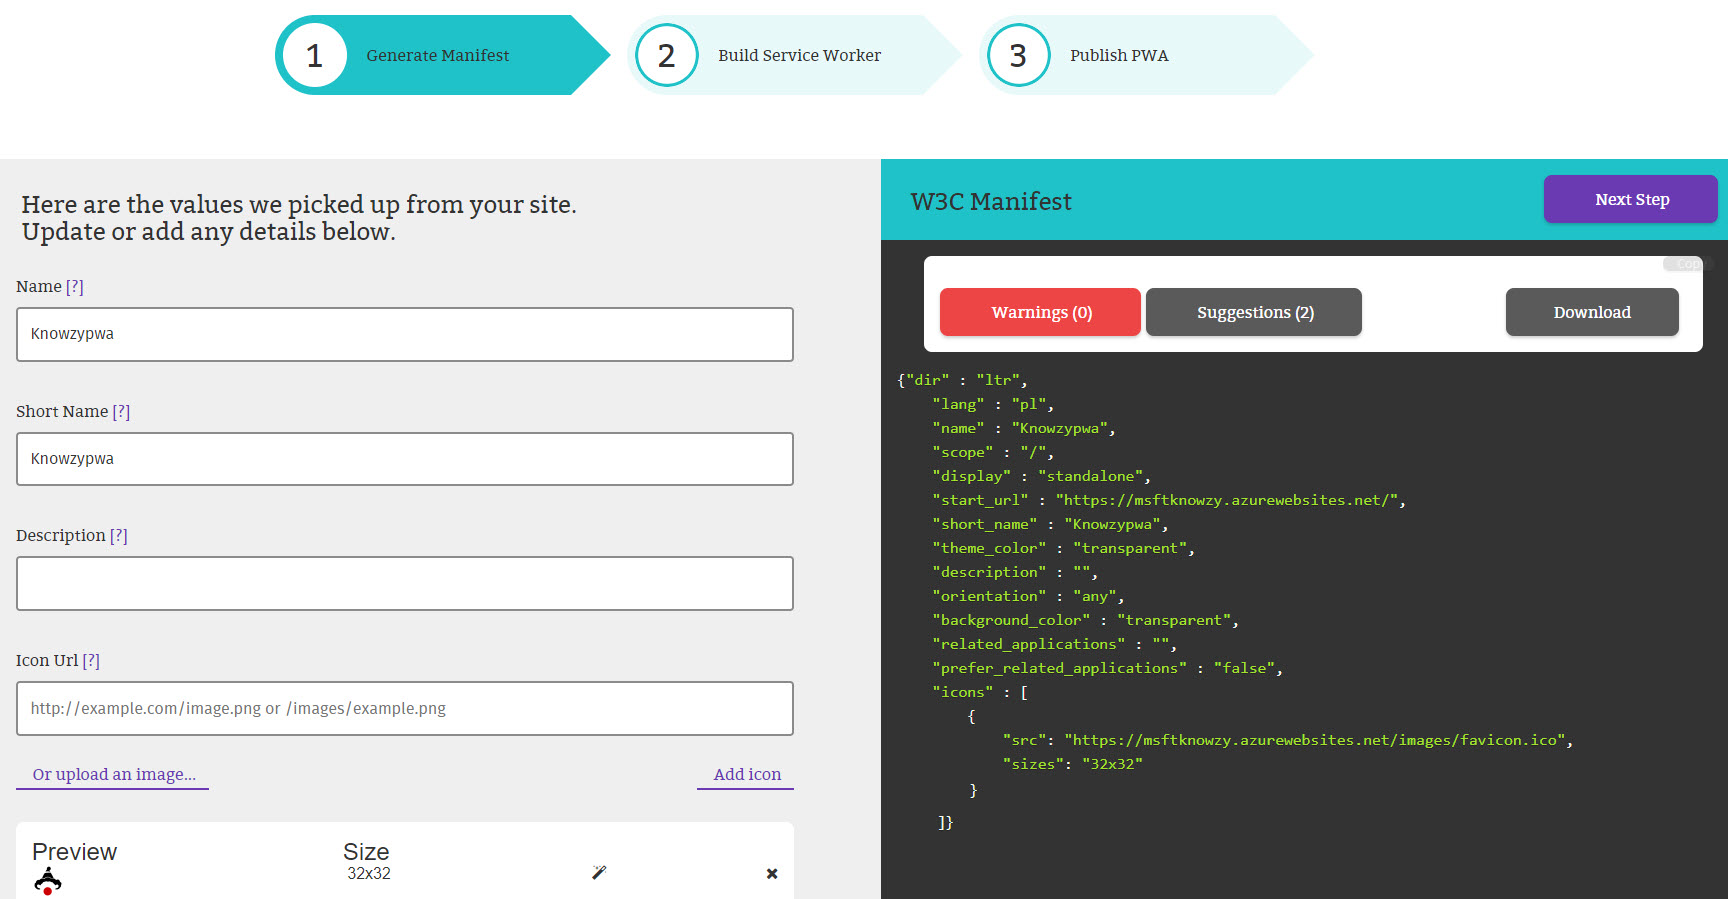 1 Generate Manifest
2 Build Service Worker
3 Publish PWA
Here are the values we picked up from your site.
Update or add any details below.
Name [?]
Knowzypwa
Short Name [?]
Knowzypwa
Description [?]
Icon Url [?]
http://example.com/image.png or /images/example.png
Or upload an image...
Add icon
Preview
Size
32x32
W3C Manifest
Next Step
Copy
Warnings (0)
Suggestions (2)
Download
{"dir" : "ltr",
"lang" : "pl",
"name" : "Knowzypwa",
"scope" : "/",
"display" : "standalone",
"start_url" : "https://msftknowzy.azurewebsites.net/",
"short_name" : "Knowzypwa",
"theme_color" : "transparent",
"description" : "",
"orientation" : "any",
"background_color" : "transparent",
"related_applications" : "",
"prefer_related_applications" : "false",
"icons" : [
{
"src": "https://msftknowzy.azurewebsites.net/images/favicon.ico",
"sizes": "32x32"
}
]}